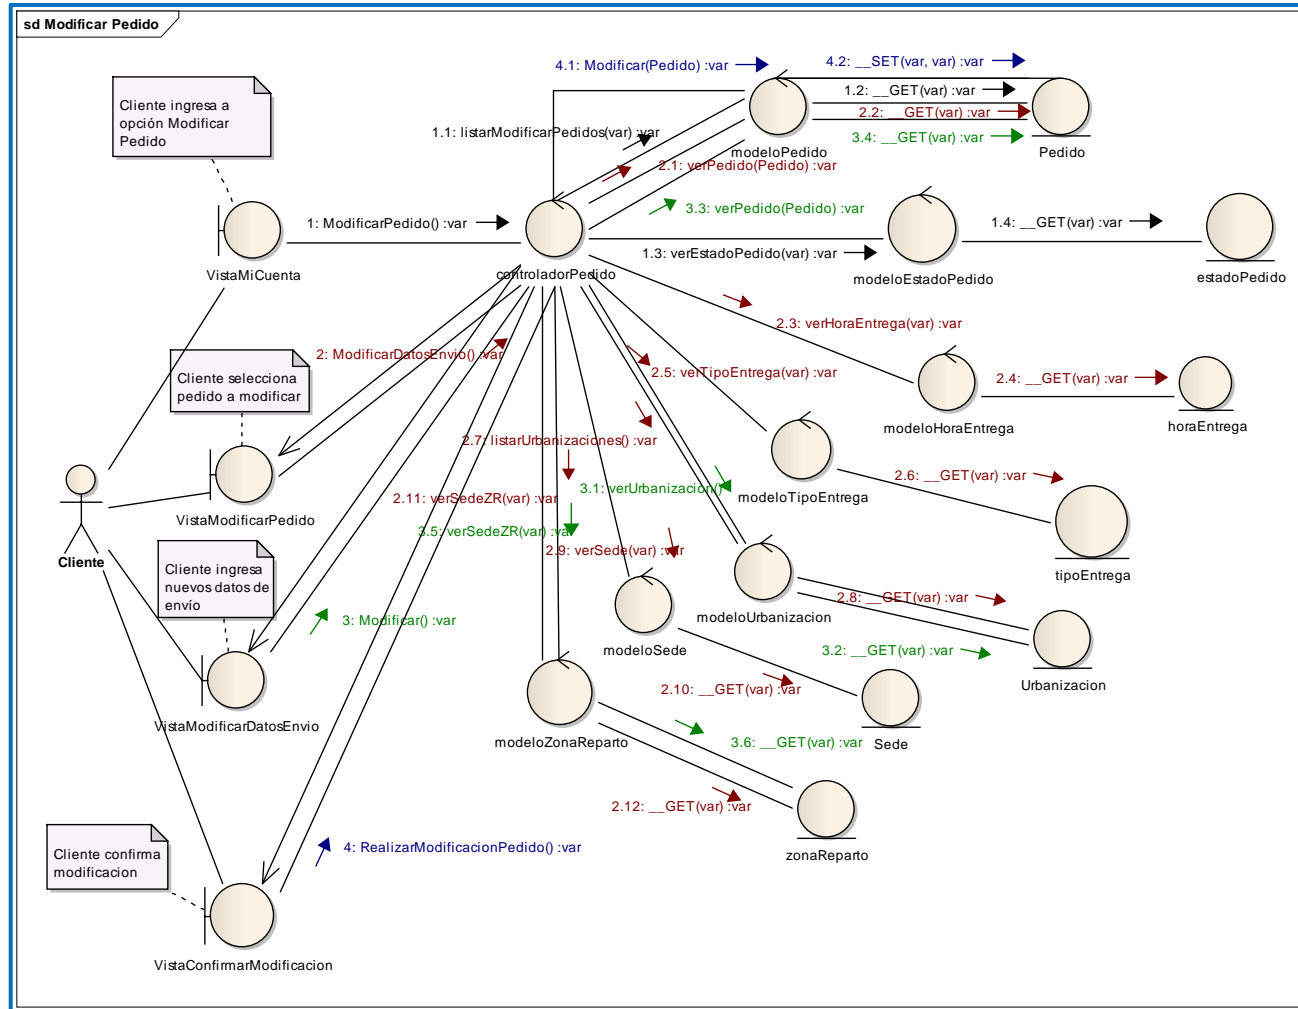 sd Modificar Pedido
4.1: Modificar(Pedido) :var
4.2: __SET(var, var) :var
1.2: __GET(var) :var
2.2: __GET(var) :var
3.4: __GET(var) :var
Cliente ingresa a
opción Modificar
Pedido
1.1: listarModificarPedidos(var) :var
modeloPedido
Pedido
2.1: verPedido(Pedido) :var
3.3: verPedido(Pedido) :var
1: ModificarPedido() :var
1.4: __GET(var) :var
1.3: verEstadoPedido(var) :var
VistaMiCuenta
controladorPedido
modeloEstadoPedido
estadoPedido
2.3: verHoraEntrega(var) :var
2: ModificarDatosEnvio() :var
2.5: verTipoEntrega(var) :var
2.4: __GET(var) :var
Cliente selecciona
pedido a modificar
modeloHoraEntrega
horaEntrega
2.7: listarUrbanizaciones() :var
2.6: __GET(var) :var
2.11: verSedeZR(var) :var
3.1: verUrbanizacion()
modeloTipoEntrega
VistaModificarPedido
3.5: verSedeZR(var) :var
2.9: verSede(var) :var
Cliente
tipoEntrega
Cliente ingresa
nuevos datos de
envío
2.8: __GET(var) :var
modeloUrbanizacion
3: Modificar() :var
modeloSede
3.2: __GET(var) :var
Urbanizacion
2.10: __GET(var) :var
VistaModificarDatosEnvio
modeloZonaReparto
3.6: __GET(var) :var
Sede
2.12: __GET(var) :var
zonaReparto
Cliente confirma
modificacion
4: RealizarModificacionPedido() :var
VistaConfirmarModificacion